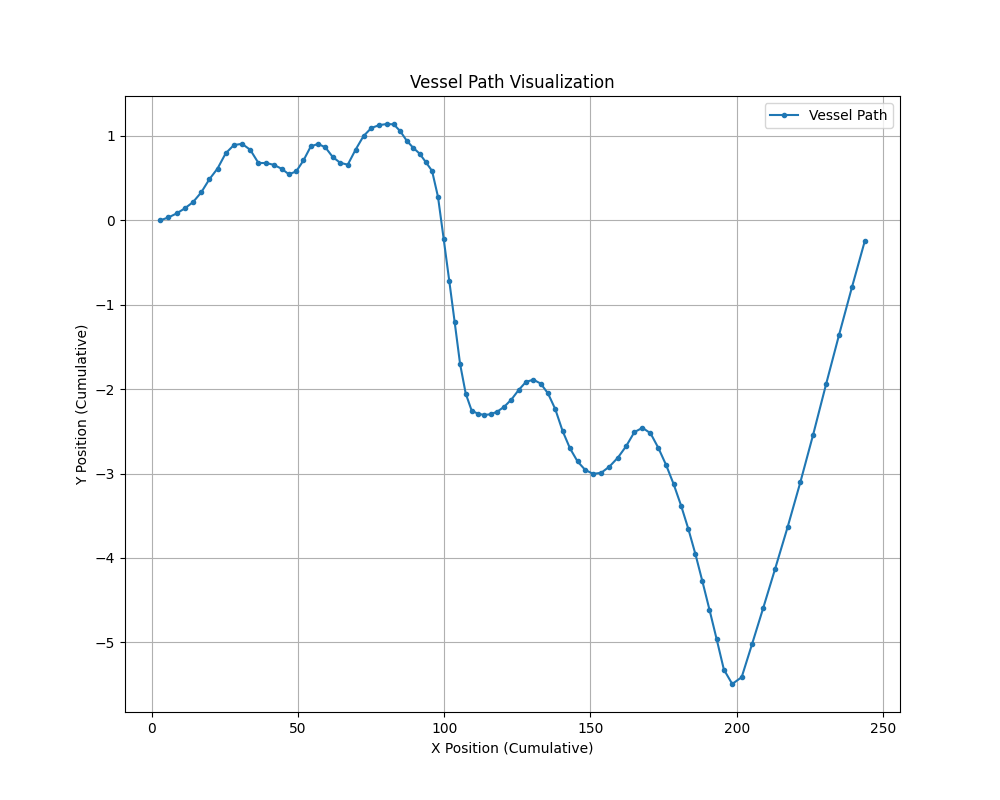 Vessel Path Visualization
Vessel Path
Y Position (Cumulative)
1
0
−1
−2
−3
−4
−5
0 50 100 150 200 250
X Position (Cumulative)